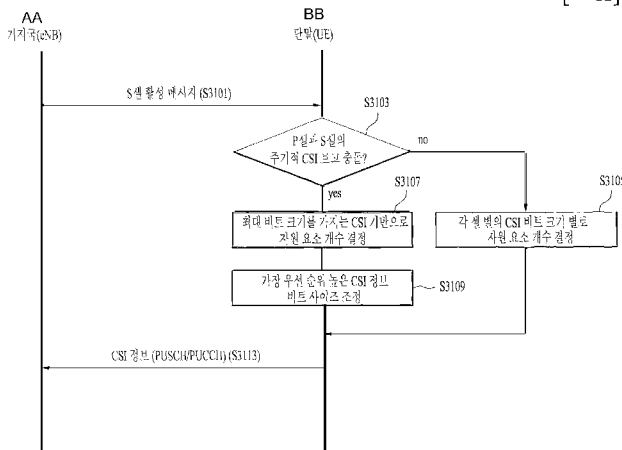 AA
기지국(eNB)
BB
단말(UE)
S셀 활성 메시지 (S3101)
S3103
P셀과 S셀의
주기적 CSI 보고 충돌?
no
yes
S3107
최대 비트 크기를 가지는 CSI 기반으로
자원 요소 개수 결정
각 셀 별의 CSI 비트 크기 별로
자원 요소 개수 결정
가장 우선 순위 높은 CSI 정보
비트 사이즈 조정
S3109
CSI 정보 (PUSCH/PUCCH) (S3113)